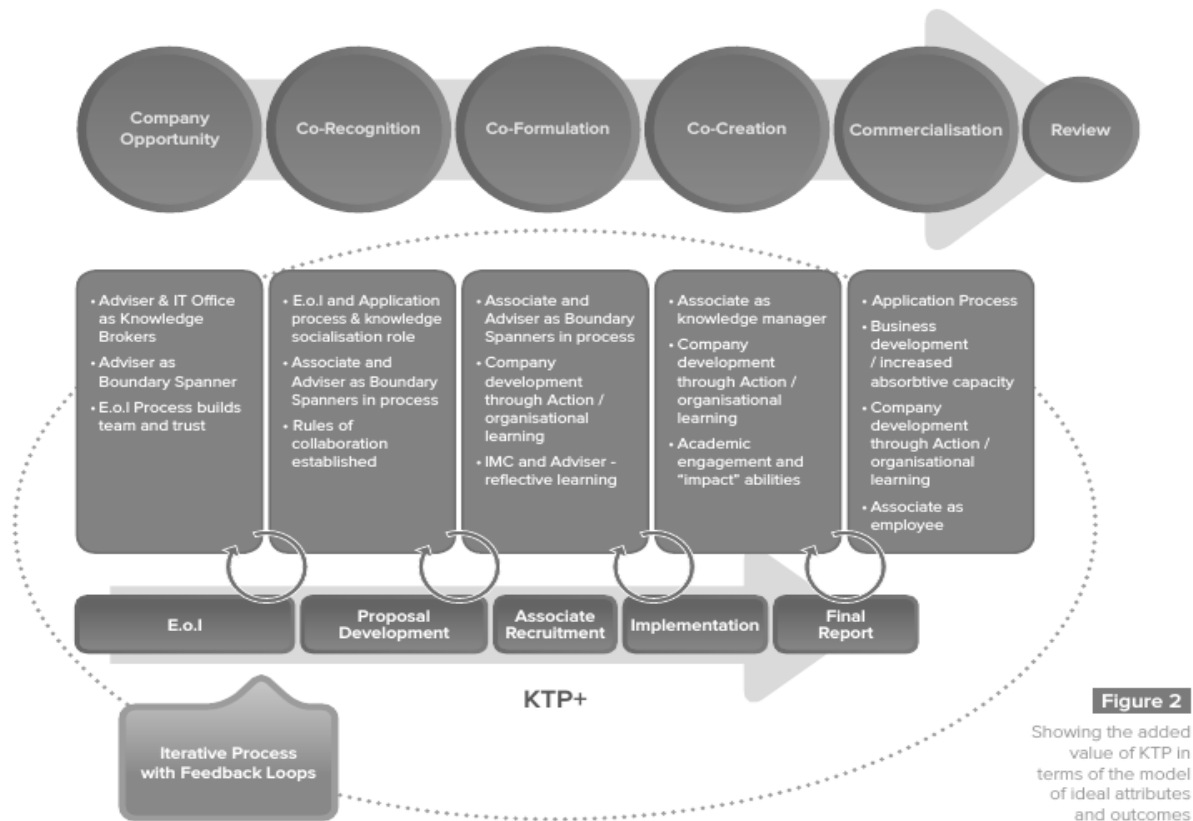 Company
Opportunity
Co-Recognition
Co-Formulation
Co-Creation
Commercialisation
Review
• Adviser & IT Office
as Knowledge
Brokers
• Adviser as
Boundary Spanner
• E.o.I Process builds
team and trust
• E.o.I and Application
process & knowledge
socialisation role
• Associate and
Adviser as Boundary
Spanners in process
• Rules of
collaboration
established
• Associate and
Adviser as Boundary
Spanners in process
• Company
development
through Action /
organisational
learning
• IMC and Adviser -
reflective learning
• Associate as
knowledge manager
• Company
development
through Action /
organisational
learning
• Academic
engagement and
“impact” abilities
• Application Process
• Business
development
/ increased
absorbtive capacity
• Company
development
through Action /
organisational
learning
• Associate as
employee
E.o.I
Proposal
Development
Associate
Recruitment
Implementation
Final
Report
KTP+
Iterative Process
with Feedback Loops
Figure 2
Showing the added
value of KTP in
terms of the model
of ideal attributes
and outcomes